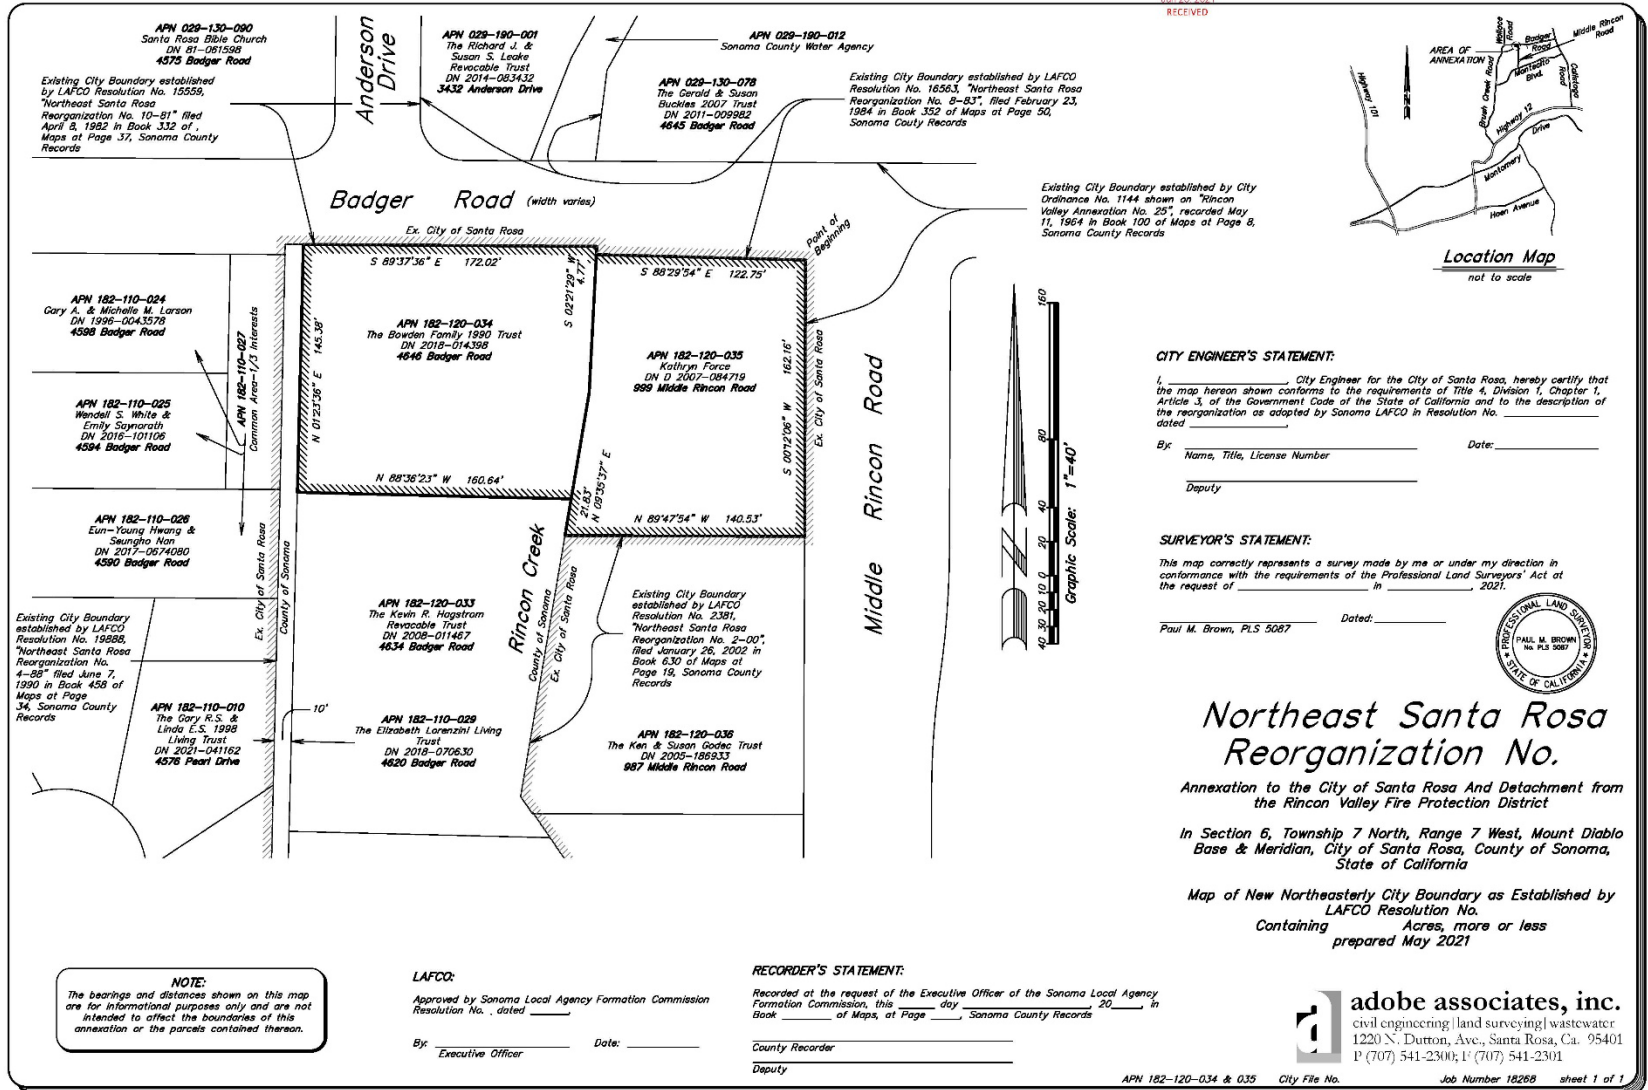 RECEIVED
APN 029-130-090
Santa Rosa Bible Church
DN 81-061598
4575 Badger Road
Existing City Boundary established
by LAFCO Resolution No. 15559,
"Northeast Santa Rosa
Reorganization No. 10-81" filed
April 8, 1982 in Book 332 of ,
Maps at Page 37, Sonoma County
Records
Anderson
Drive
APN 029-190-001
The Richard J. &
Susan S. Leake
Revocable Trust
DN 2014-083432
3432 Anderson Drive
APN 029-190-012
Sonoma County Water Agency
APN 029-130-078
The Gerald & Susan
Buckles 2007 Trust
DN 2011-009982
4645 Badger Road
Existing City Boundary established by LAFCO
Resolution No. 16563, "Northeast Santa Rosa
Reorganization No. 8-83", filed February 23,
1984 in Book 352 of Maps at Page 50,
Sonoma Couty Records
Badger Road (width varies)
Ex. City of Santa Rosa
Point of
Beginning
Existing City Boundary established by City
Ordinance No. 1144 shown on "Rincon
Valley Annexation No. 25", recorded May
11, 1964 in Book 100 of Maps at Page 8,
Sonoma County Records
AREA OF
ANNEXATION
Wallace
Road
Badger
Road
Middle Rincon
Road
Montecito
Blvd.
Calistoga
Road
Brush Creek Road
Highway 101
Highway 12
Drive
Montgomery
Hoen Avenue
Location Map
not to scale
S 89°37'36" E 172.02'
S 02°21'29" W
4.77'
S 88°29'54" E 122.75'
N 01°23'36" E 145.38'
APN 182-120-034
The Bowden Family 1990 Trust
DN 2018-014398
4646 Badger Road
APN 182-120-035
Kathryn Force
DN D 2007-084719
999 Middle Rincon Road
S 00°12'06" W 162.16'
Ex. City of Santa Rosa
N 88°36'23" W 160.64'
21.83'
N 09°36'37" E
N 89°47'54" W 140.53'
APN 182-110-024
Gary A. & Michelle M. Larson
DN 1996-0043578
4598 Badger Road
APN 182-110-027
Common Area-1/3 Interests
APN 182-110-025
Wendell S. White &
Emily Saynorath
DN 2016-101106
4594 Badger Road
APN 182-110-026
Eun-Young Hwang &
Seungho Nan
DN 2017-0674080
4590 Badger Road
Ex. City of Santa Rosa
County of Sonoma
Existing City Boundary
established by LAFCO
Resolution No. 19888,
"Northeast Santa Rosa
Reorganization No.
4-88" filed June 7,
1990 in Book 458 of
Maps at Page
34, Sonoma County
Records
APN 182-110-010
The Gary R.S. &
Linda E.S. 1998
Living Trust
DN 2021-041162
4576 Pearl Drive
10'
APN 182-120-033
The Kevin R. Hagstrom
Revocable Trust
DN 2008-011467
4634 Badger Road
APN 182-110-029
The Elizabeth Lorenzini Living
Trust
DN 2018-070630
4620 Badger Road
Rincon Creek
County of Sonoma
Ex. City of Santa Rosa
Existing City Boundary
established by LAFCO
Resolution No. 2381,
"Northeast Santa Rosa
Reorganization No. 2-00",
filed January 26, 2002 in
Book 630 of Maps at
Page 19, Sonoma County
Records
APN 182-120-036
The Ken & Susan Godec Trust
DN 2005-186933
987 Middle Rincon Road
Middle Rincon Road
160
80
40
20
0
10
20
30
40
Graphic Scale: 1"=40'
CITY ENGINEER'S STATEMENT:
I, ____________, City Engineer for the City of Santa Rosa, hereby certify that
the map hereon shown conforms to the requirements of Title 4, Division 1, Chapter 1,
Article 3, of the Government Code of the State of California and to the description of
the reorganization as adopted by Sonoma LAFCO in Resolution No. ____________
dated ____________,
By: ____________ Date: ____________
Name, Title, License Number
Deputy
SURVEYOR'S STATEMENT:
This map correctly represents a survey made by me or under my direction in
conformance with the requirements of the Professional Land Surveyors' Act at
the request of ____________ in ____________, 2021.
Dated: ____________
Paul M. Brown, PLS 5087
PROFESSIONAL LAND SURVEYOR
PAUL M. BROWN
No. PLS 5087
STATE OF CALIFORNIA
Northeast Santa Rosa
Reorganization No.
Annexation to the City of Santa Rosa And Detachment from
the Rincon Valley Fire Protection District
In Section 6, Township 7 North, Range 7 West, Mount Diablo
Base & Meridian, City of Santa Rosa, County of Sonoma,
State of California
Map of New Northeasterly City Boundary as Established by
LAFCO Resolution No.
Containing Acres, more or less
prepared May 2021
NOTE:
The bearings and distances shown on this map
are for informational purposes only and are not
intended to affect the boundaries of this
annexation or the parcels contained thereon.
LAFCO:
Approved by Sonoma Local Agency Formation Commission
Resolution No. , dated ______,
By: ____________ Date: ____________
Executive Officer
RECORDER'S STATEMENT:
Recorded at the request of the Executive Officer of the Sonoma Local Agency
Formation Commission, this ______ day ____________, 20____, in
Book ______ of Maps, at Page ____, Sonoma County Records
County Recorder
Deputy
adobe associates, inc.
civil engineering | land surveying | wastewater
1220 N. Dutton, Ave., Santa Rosa, Ca. 95401
P (707) 541-2300; F (707) 541-2301
APN 182-120-034 & 035 City File No. Job Number 18268 sheet 1 of 1